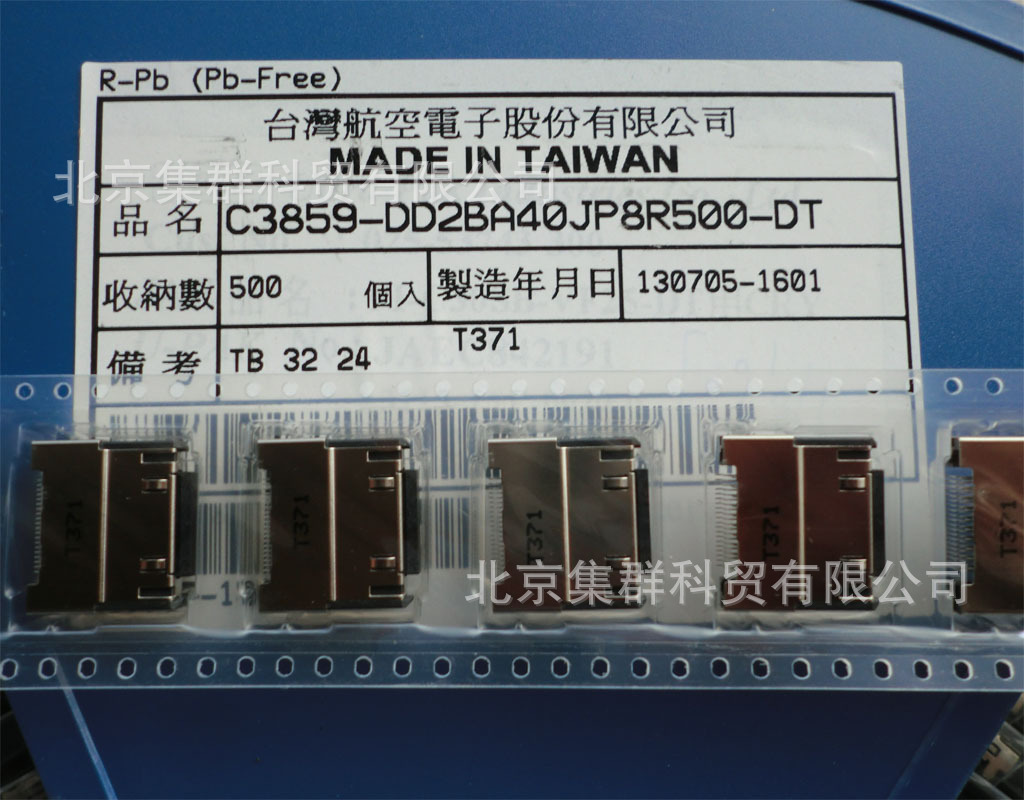 R-Pb (Pb-Free)
台灣航空電子股份有限公司
MADE IN TAIWAN
北京集群科贸有限公司
品名 C3859-DD2BA40JP8R500-DT
收納數 500 個入 製造年月日 130705-1601
備考 TB 32 24 T371
T371 T371 T371 T371 T371
北京集群科贸有限公司